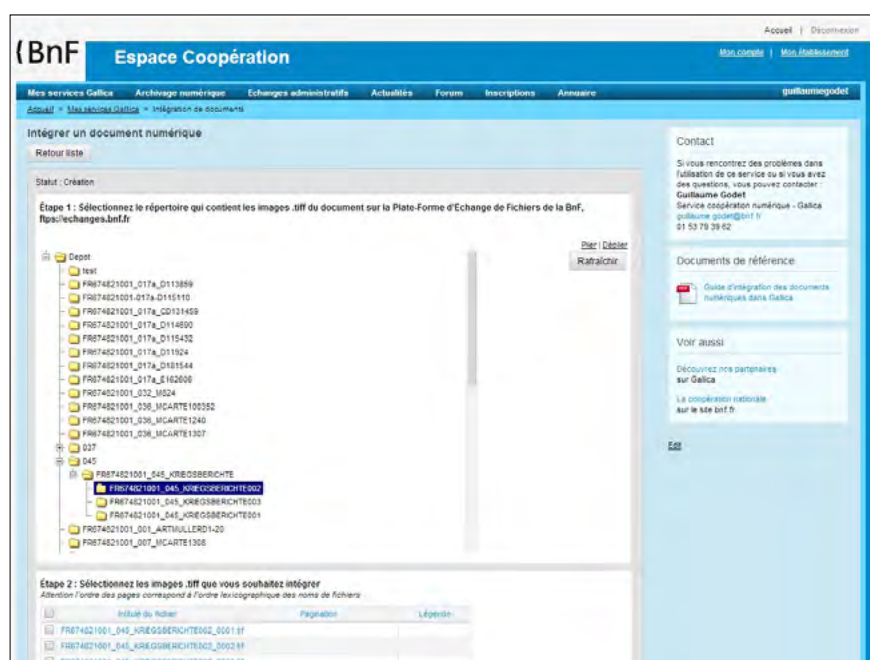 Accueil | Déconnexion
(BnF Espace Coopération
Mon compte | Mon établissement
Mes services Gallica Archivage numérique Echanges administratifs Actualités Forum Inscriptions Annuaire guillaumegodet
Accueil > Mes services Gallica > Intégration de documents
Intégrer un document numérique
Retour liste
Statut : Création
Étape 1 : Sélectionnez le répertoire qui contient les images .tiff du document sur la Plate-Forme d'Echange de Fichiers de la BnF,
ftps://echanges.bnf.fr
Plier | Déplier
Rafraîchir
Depot
test
FR674821001_017a_D113859
FR674821001-017a-D115110
FR674821001_017a_CD131459
FR674821001_017a_D114690
FR674821001_017a_D115432
FR674821001_017a_D11924
FR674821001_017a_D181544
FR674821001_017a_E162606
FR674821001_032_M824
FR674821001_036_MCARTE100352
FR674821001_036_MCARTE1240
FR674821001_036_MCARTE1307
037
045
FR674821001_045_KRIEGSBERICHTE
FR674821001_045_KRIEGSBERICHTE002
FR674821001_045_KRIEGSBERICHTE003
FR674821001_045_KRIEGSBERICHTE001
FR674821001_001_ARTMULLERD1-20
FR674821001_007_MCARTE1306
Étape 2 : Sélectionnez les images .tiff que vous souhaitez intégrer
Attention l'ordre des pages correspond à l'ordre lexicographique des noms de fichiers
Intitulé du fichier Pagination Légende
FR674821001_045_KRIEGSBERICHTE002_0001.tif
FR674821001_045_KRIEGSBERICHTE002_0002.tif
Contact
Si vous rencontrez des problèmes dans
l'utilisation de ce service ou si vous avez
des questions, vous pouvez contacter :
Guillaume Godet
Service coopération numérique - Gallica
guillaume.godet@bnf.fr
01 53 79 39 62
Documents de référence
Guide d'intégration des documents
numériques dans Gallica
Voir aussi
Découvrez nos partenaires
sur Gallica
La coopération nationale
sur le site bnf.fr
Edit